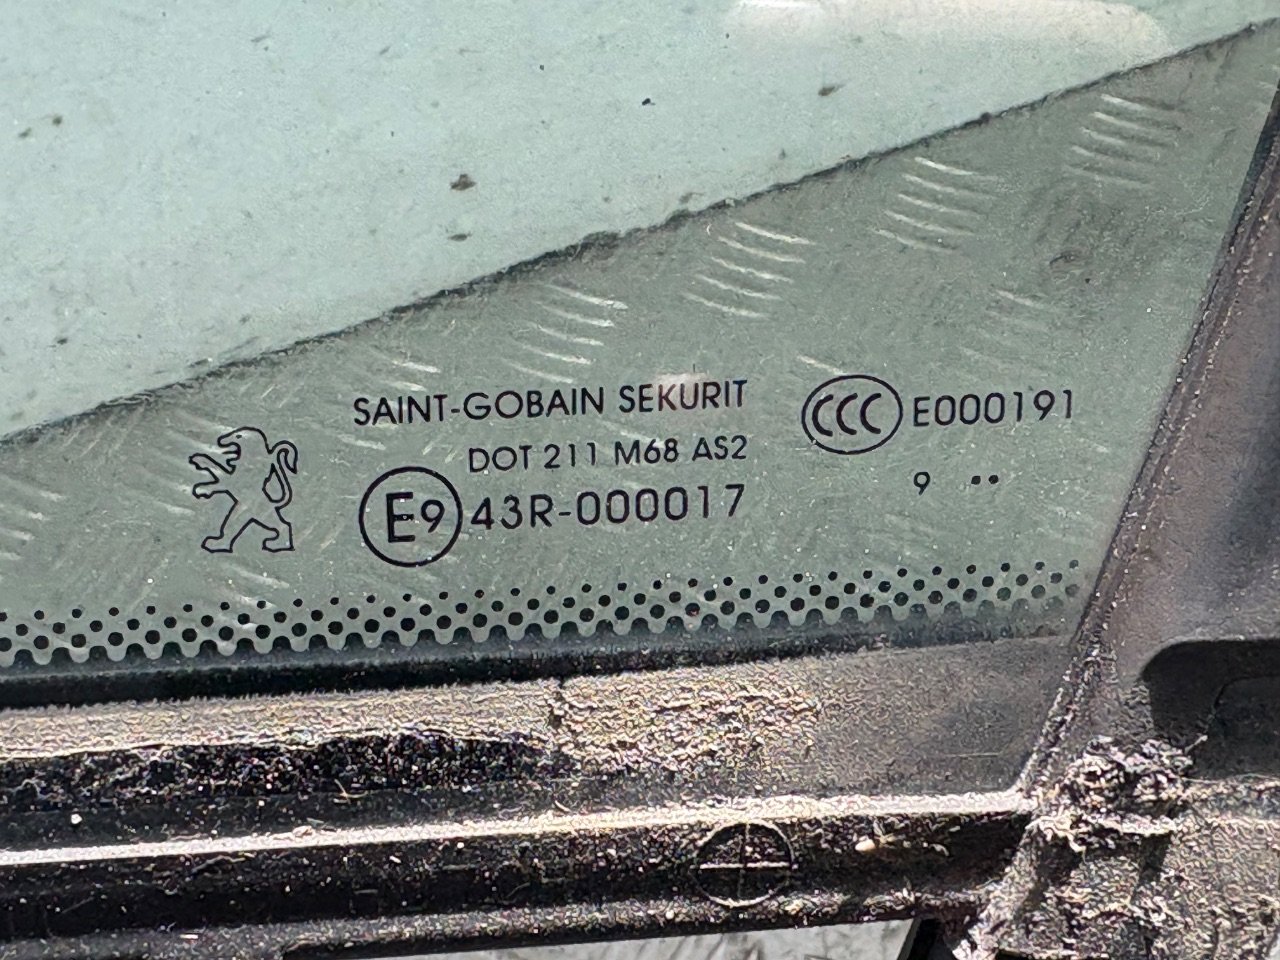 SAINT-GOBAIN SEKURIT
DOT 211 M68 AS2
E9 43R-000017
CCC E000191
9 ..